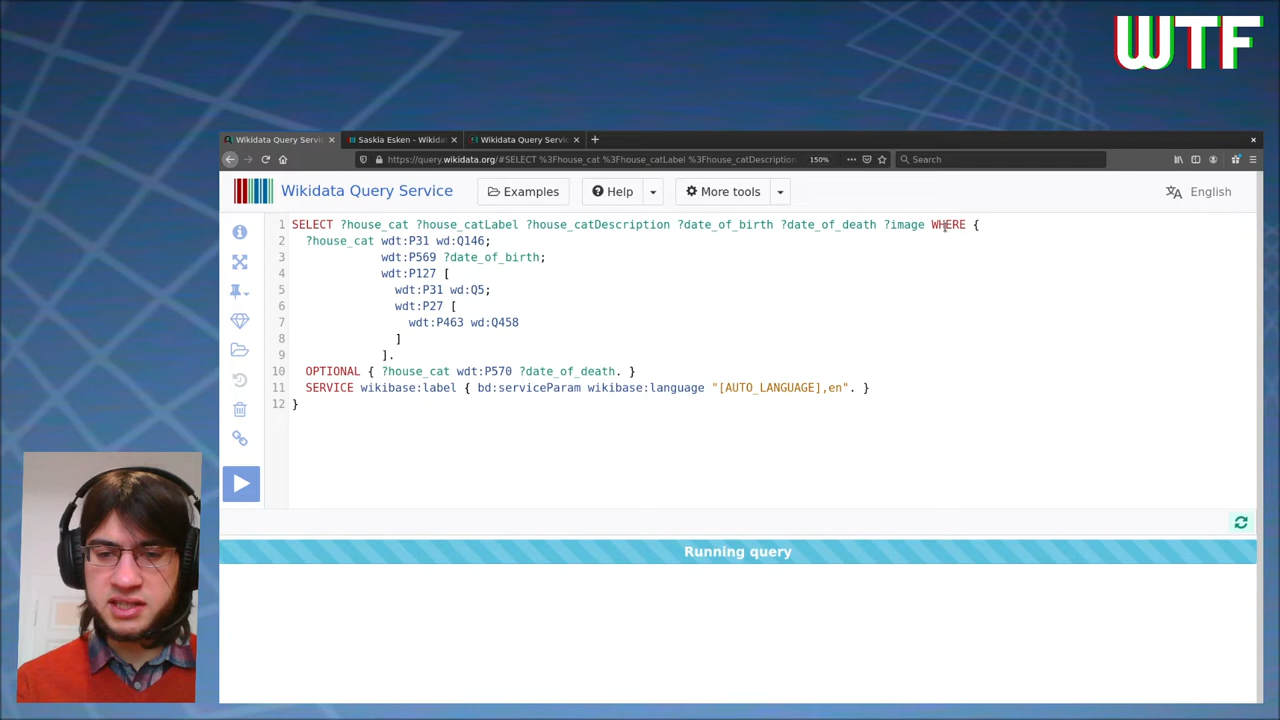 WTF
Wikidata Query Servic
Saskia Esken - Wikidat
Wikidata Query Servic
https://query.wikidata.org/#SELECT %3Fhouse_cat %3Fhouse_catLabel %3Fhouse_catDescription
150%
Search
Wikidata Query Service
Examples
Help
More tools
English
1 SELECT ?house_cat ?house_catLabel ?house_catDescription ?date_of_birth ?date_of_death ?image WHERE {
2 ?house_cat wdt:P31 wd:Q146;
3 wdt:P569 ?date_of_birth;
4 wdt:P127 [
5 wdt:P31 wd:Q5;
6 wdt:P27 [
7 wdt:P463 wd:Q458
8 ]
9 ].
10 OPTIONAL { ?house_cat wdt:P570 ?date_of_death. }
11 SERVICE wikibase:label { bd:serviceParam wikibase:language "[AUTO_LANGUAGE],en". }
12 }
Running query